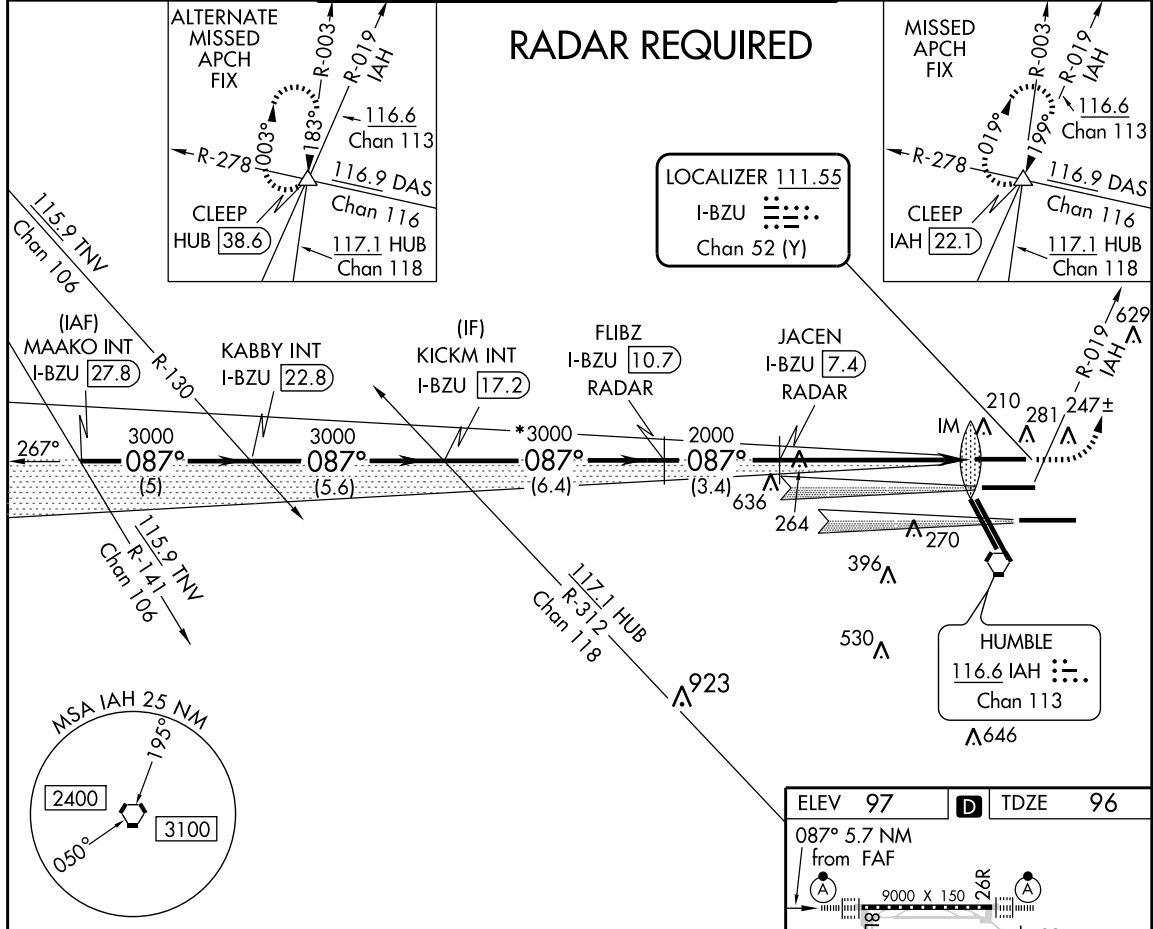 RADAR REQUIRED
ALTERNATE
MISSED
APCH
FIX
R-003
R-019
IAH
116.6
Chan 113
003°
183°
R-278
116.9 DAS
Chan 116
CLEEP
HUB 38.6
117.1 HUB
Chan 118
MISSED
APCH
FIX
R-003
R-019
IAH
116.6
Chan 113
019°
199°
R-278
116.9 DAS
Chan 116
CLEEP
IAH 22.1
117.1 HUB
Chan 118
LOCALIZER 111.55
I-BZU
Chan 52 (Y)
115.9 TNV
Chan 106
R-130
(IAF)
MAAKO INT
I-BZU 27.8
KABBY INT
I-BZU 22.8
(IF)
KICKM INT
I-BZU 17.2
FLIBZ
I-BZU 10.7
RADAR
JACEN
I-BZU 7.4
RADAR
R-019
IAH
629
IM
210
281
247±
267°
3000
087°
(5)
3000
087°
(5.6)
*3000
087°
(6.4)
2000
087°
(3.4)
636
264
270
396
530
923
646
115.9 TNV
R-141
Chan 106
117.1 HUB
R-312
Chan 118
HUMBLE
116.6 IAH
Chan 113
MSA IAH 25 NM
195°
2400
3100
050°
ELEV 97
D
TDZE 96
087° 5.7 NM
from FAF
A
9000 X 150
26R
A